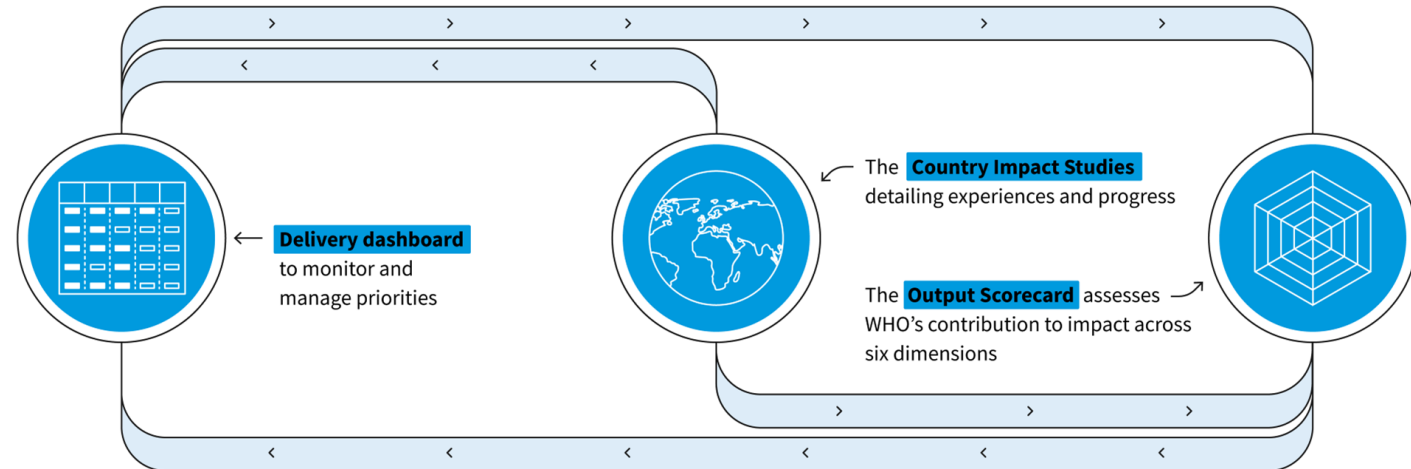 Delivery dashboard
to monitor and
manage priorities
The Country Impact Studies
detailing experiences and progress
The Output Scorecard assesses
WHO’s contribution to impact across
six dimensions